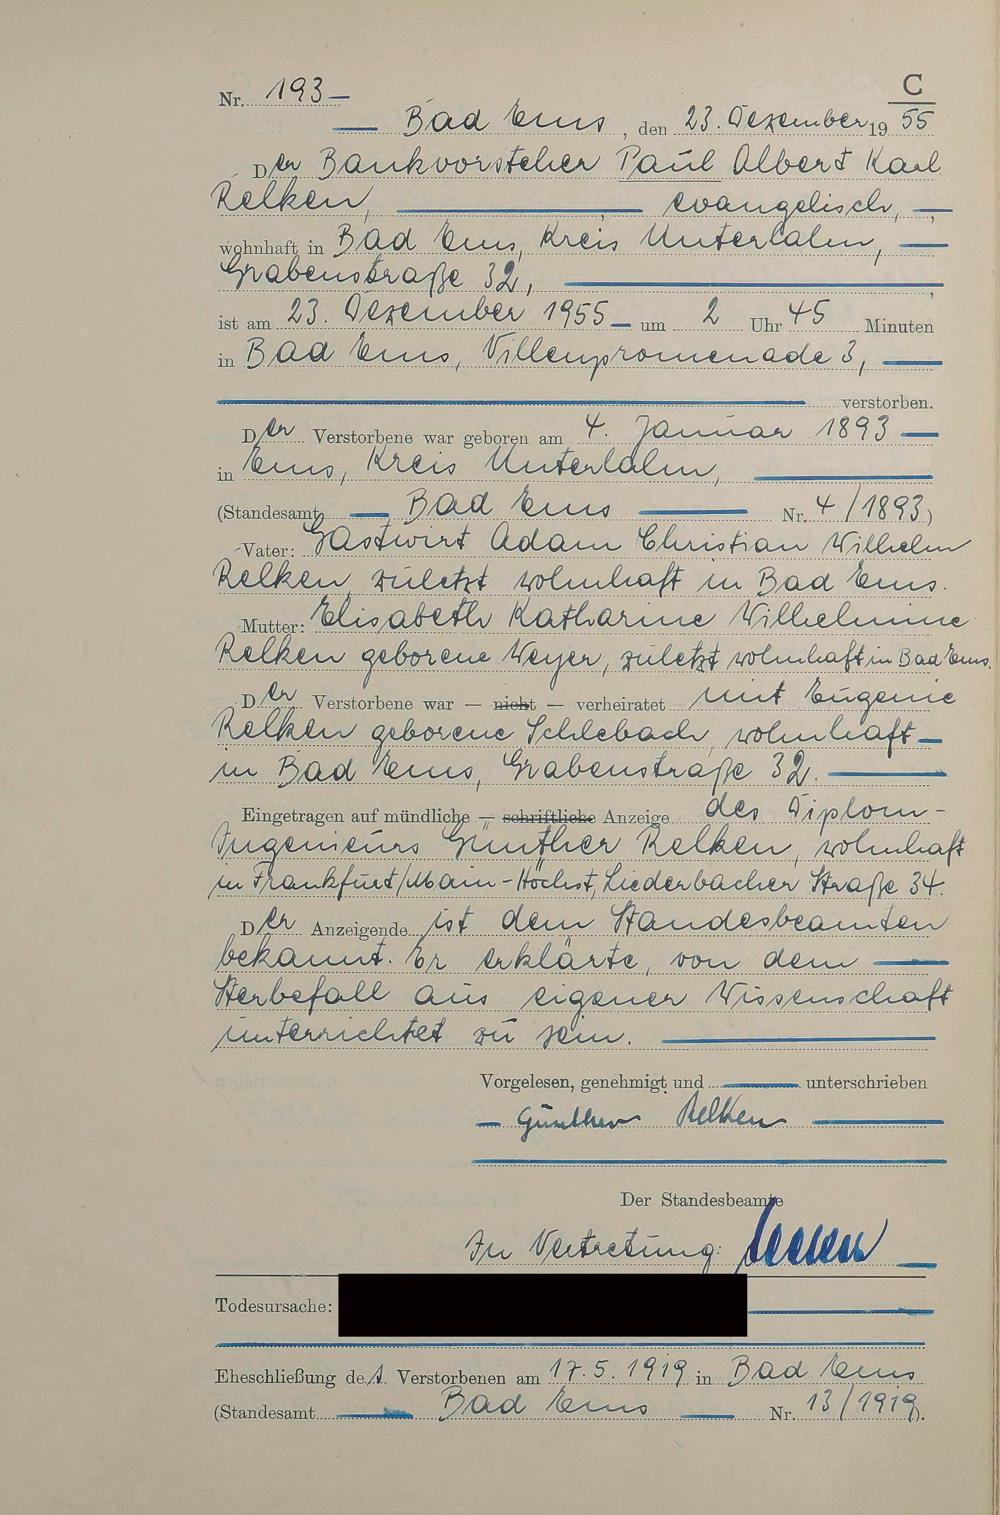 C
Nr. 193
Bad Ems, den 23. Dezember 19 55
Der Bankvorsteher Paul Albert Karl
Relken, evangelisch,
wohnhaft in Bad Ems, Kreis Unterlahn,
Grabenstraße 32,
ist am 23. Dezember 1955 um 2 Uhr 45 Minuten
in Bad Ems, Villenpromenade 3,
verstorben.
Der Verstorbene war geboren am 4. Januar 1893
in Ems, Kreis Unterlahn,
(Standesamt Bad Ems Nr. 4/1893)
Vater: Gastwirt Adam Christian Wilhelm
Relken, zuletzt wohnhaft in Bad Ems.
Mutter: Elisabeth Katharine Wilhelmine
Relken geborene Weyer, zuletzt wohnhaft in Bad Ems.
Der Verstorbene war — nicht — verheiratet mit Eugenie
Relken geborene Schlebach, wohnhaft
in Bad Ems, Grabenstraße 32.
Eingetragen auf mündliche — schriftliche Anzeige des Diplom-
Ingenieurs Günther Relken, wohnhaft
in Frankfurt/Main-Höchst, Liederbacher Straße 34.
Der Anzeigende ist dem Standesbeamten
bekannt. Er erklärte, von dem
Sterbefall aus eigener Wissenschaft
unterrichtet zu sein.
Vorgelesen, genehmigt und unterschrieben
Günther Relken
Der Standesbeamte
In Vertretung:
Todesursache:
Eheschließung des Verstorbenen am 17.5.1919 in Bad Ems
(Standesamt Bad Ems Nr. 13/1919).